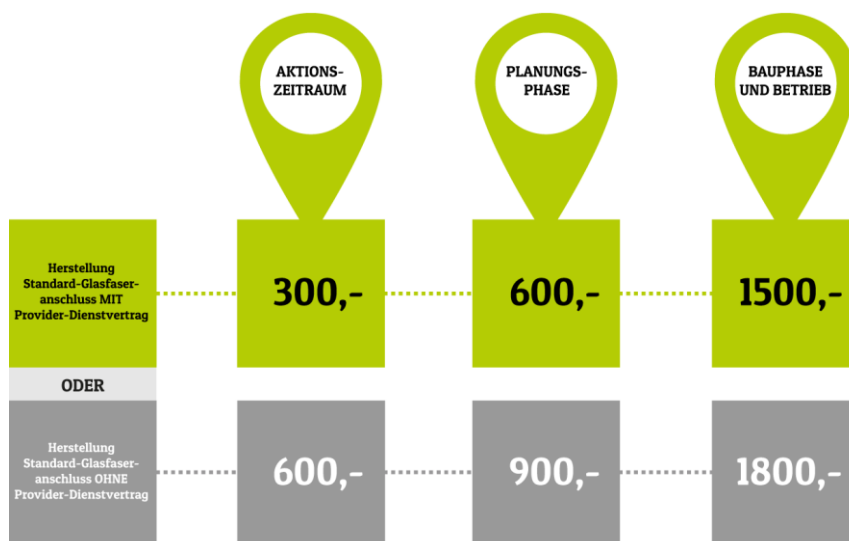 AKTIONS-
ZEITRAUM
PLANUNGS-
PHASE
BAUPHASE
UND BETRIEB
Herstellung
Standard-Glasfaser-
anschluss MIT
Provider-Dienstvertrag
300,-
600,-
1500,-
ODER
Herstellung
Standard-Glasfaser-
anschluss OHNE
Provider-Dienstvertrag
600,-
900,-
1800,-